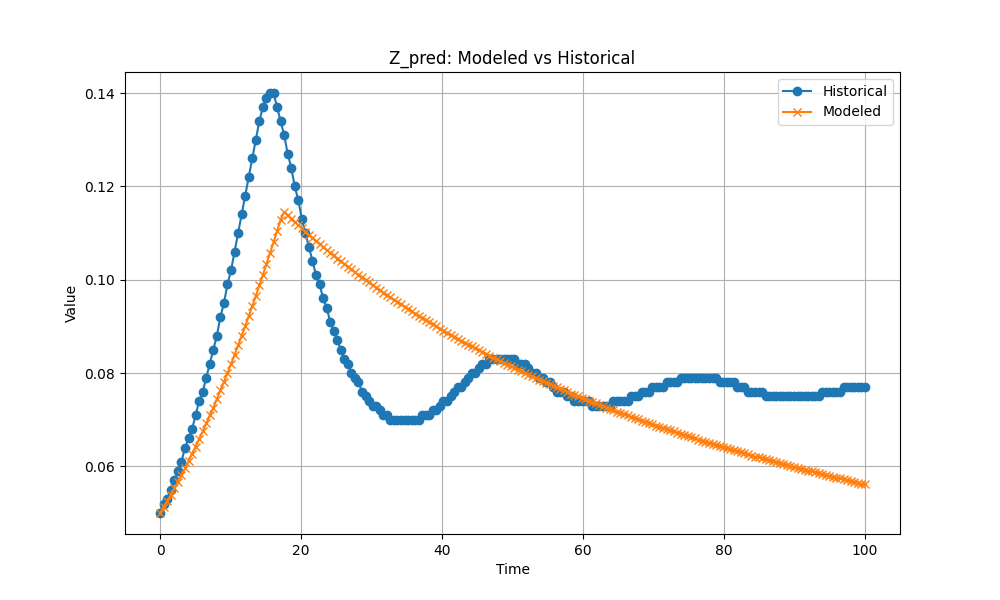 Z_pred: Modeled vs Historical
Historical
Modeled
Value
0.14
0.12
0.10
0.08
0.06
0 20 40 60 80 100
Time